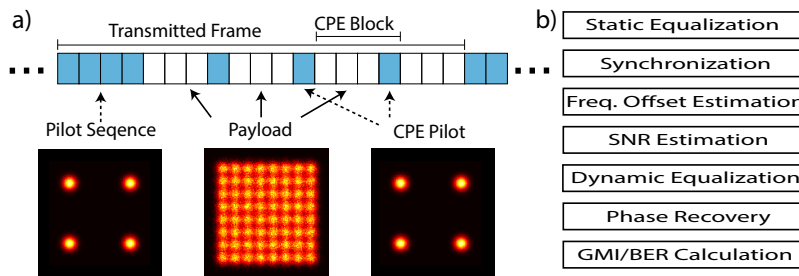 a)
Transmitted Frame
CPE Block
Pilot Seqence
Payload
CPE Pilot
b)
Static Equalization
Synchronization
Freq. Offset Estimation
SNR Estimation
Dynamic Equalization
Phase Recovery
GMI/BER Calculation